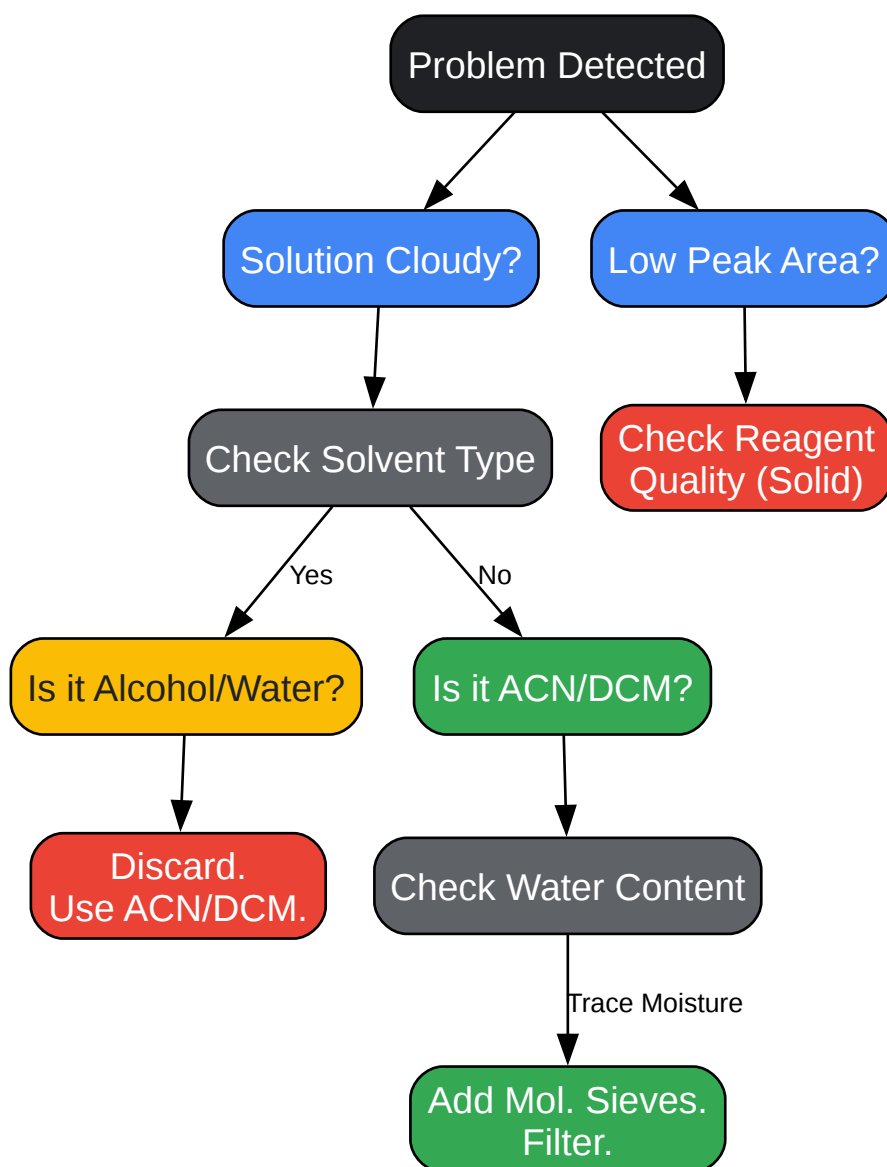 Problem Detected
Solution Cloudy?
Low Peak Area?
Check Solvent Type
Check Reagent
Quality (Solid)
Yes
No
Is it Alcohol/Water?
Is it ACN/DCM?
Discard.
Use ACN/DCM.
Check Water Content
Trace Moisture
Add Mol. Sieves.
Filter.